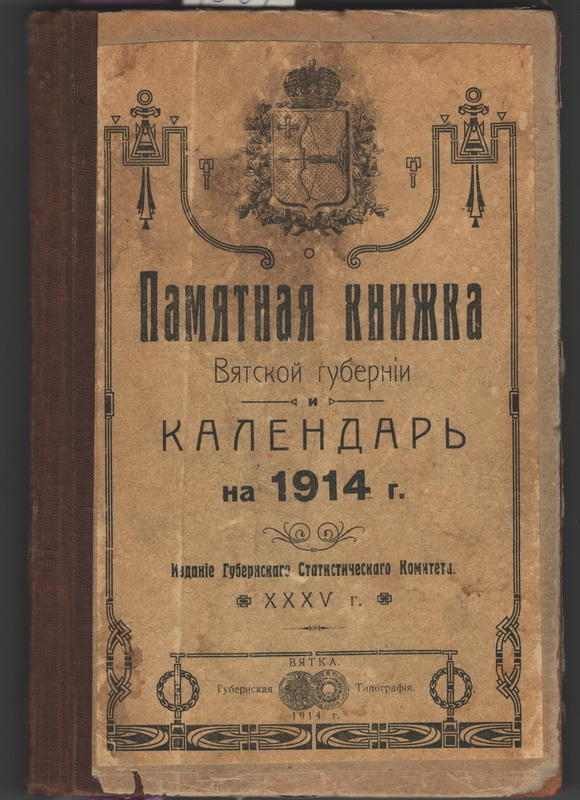 Памятная книжка
Вятской губерніи
и
КАЛЕНДАРЬ
на 1914 г.
Изданіе Губернскаго Статистическаго Комитета.
XXXV г.
ВЯТКА.
Губернская Типографія.
1914 г.